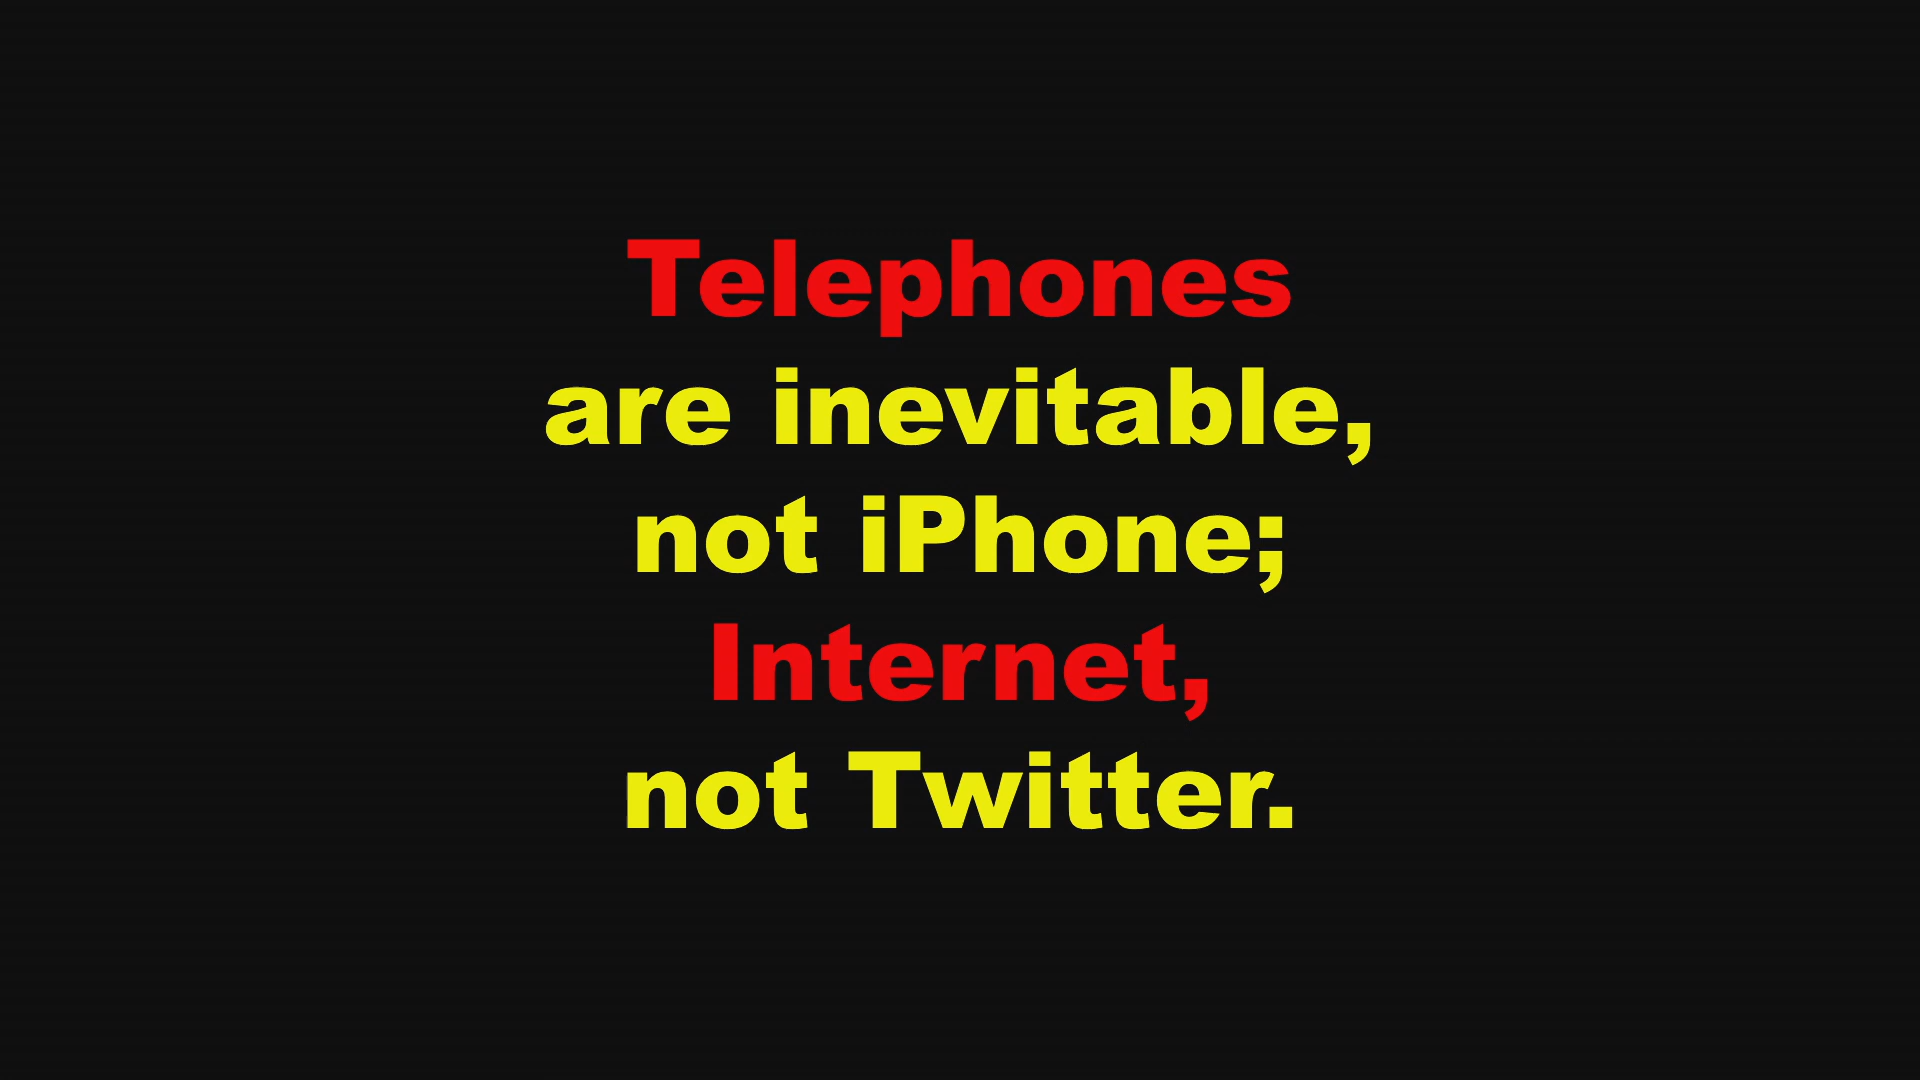 Telephones
are inevitable,
not iPhone;
Internet,
not Twitter.